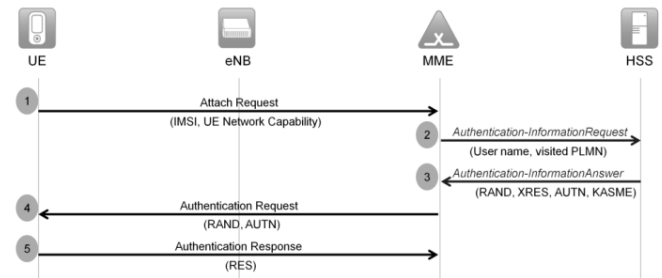 UE
eNB
MME
HSS
1
Attach Request
(IMSI, UE Network Capability)
2
Authentication-InformationRequest
(User name, visited PLMN)
3
Authentication-InformationAnswer
(RAND, XRES, AUTN, KASME)
4
Authentication Request
(RAND, AUTN)
5
Authentication Response
(RES)